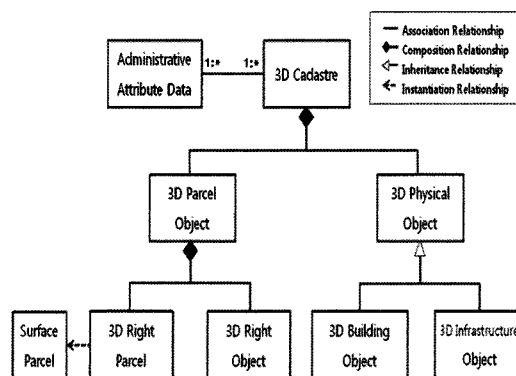 Administrative
Attribute Data
1:*
1:*
3D Cadastre
Association Relationship
Composition Relationship
Inheritance Relationship
Instantiation Relationship
3D Parcel
Object
3D Physical
Object
Surface
Parcel
3D Right
Parcel
3D Right
Object
3D Building
Object
3D Infrastructure
Object